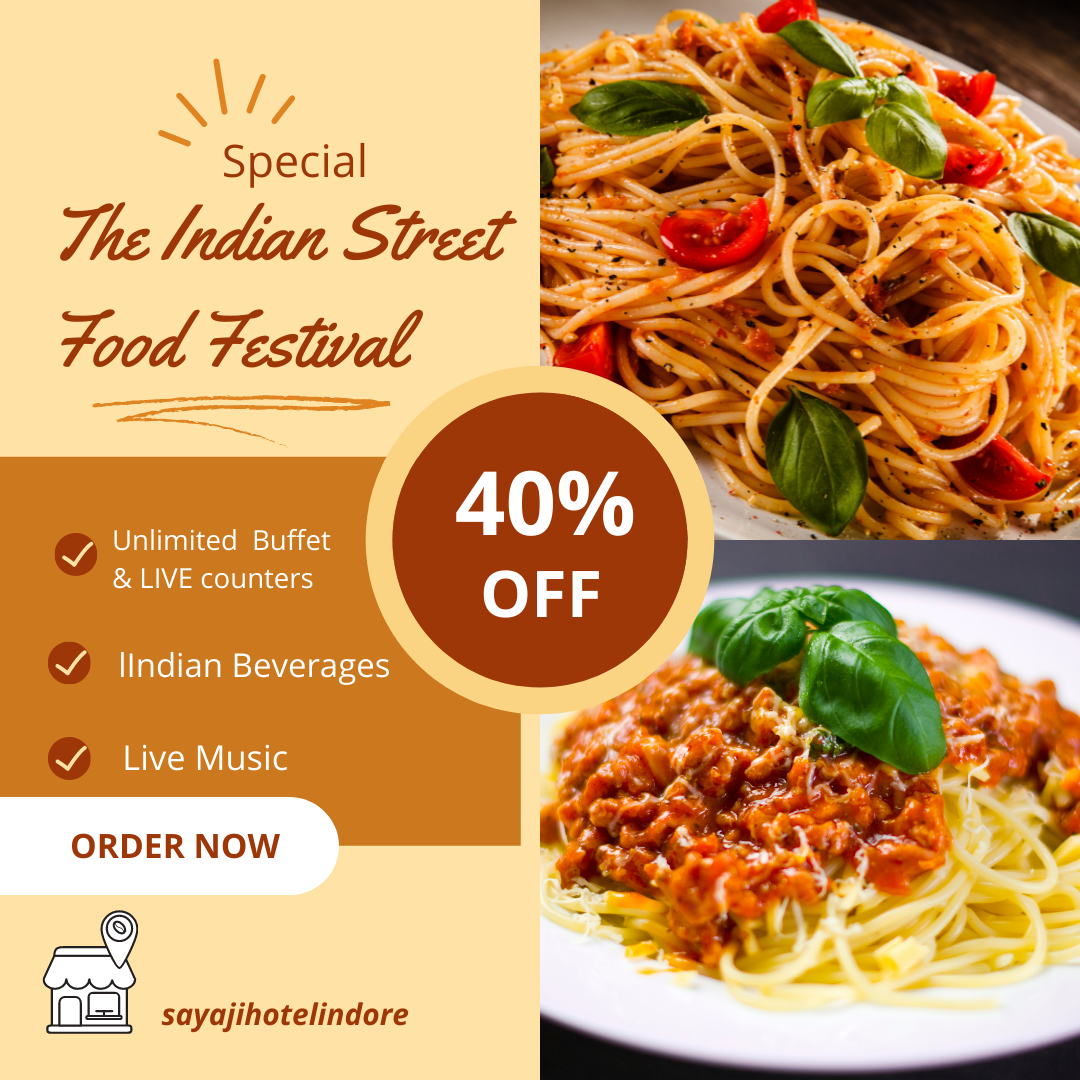 Special
The Indian Street
Food Festival
40%
OFF
Unlimited  Buffet
& LIVE counters
lIndian Beverages
Live Music
ORDER NOW
sayajihotelindore